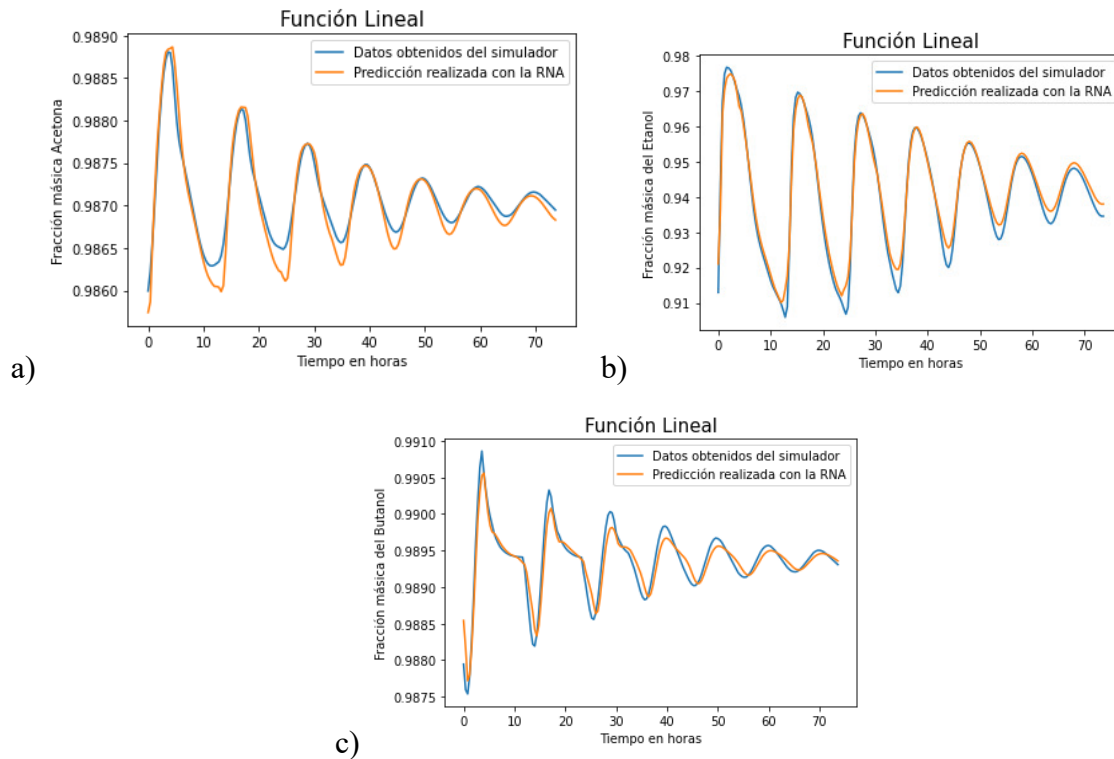 Función Lineal
Datos obtenidos del simulador
Predicción realizada con la RNA
Fracción másica Acetona
0.9890
0.9885
0.9880
0.9875
0.9870
0.9865
0.9860
0 10 20 30 40 50 60 70
Tiempo en horas
a)
Función Lineal
Datos obtenidos del simulador
Predicción realizada con la RNA
Fracción másica del Etanol
0.98
0.97
0.96
0.95
0.94
0.93
0.92
0.91
0 10 20 30 40 50 60 70
Tiempo en horas
b)
Función Lineal
Datos obtenidos del simulador
Predicción realizada con la RNA
Fracción másica del Butanol
0.9910
0.9905
0.9900
0.9895
0.9890
0.9885
0.9880
0.9875
0 10 20 30 40 50 60 70
Tiempo en horas
c)